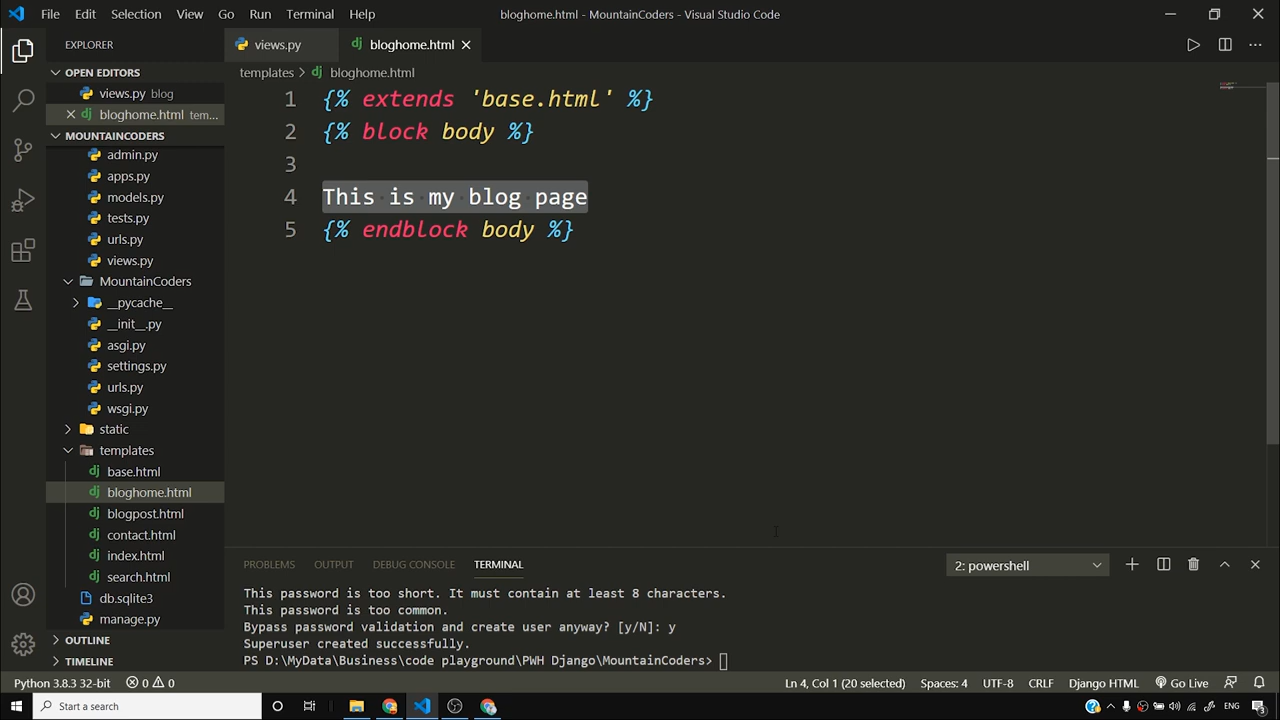 File Edit Selection View Go Run Terminal Help
bloghome.html - MountainCoders - Visual Studio Code
EXPLORER
OPEN EDITORS
views.py blog
bloghome.html tem...
MOUNTAINCODERS
admin.py
apps.py
models.py
tests.py
urls.py
views.py
MountainCoders
__pycache__
__init__.py
asgi.py
settings.py
urls.py
wsgi.py
static
templates
base.html
bloghome.html
blogpost.html
contact.html
index.html
search.html
db.sqlite3
manage.py
OUTLINE
TIMELINE
views.py
bloghome.html
templates > bloghome.html
1 {% extends 'base.html' %}
2 {% block body %}
3
4 This is my blog page
5 {% endblock body %}
PROBLEMS OUTPUT DEBUG CONSOLE TERMINAL
2: powershell
This password is too short. It must contain at least 8 characters.
This password is too common.
Bypass password validation and create user anyway? [y/N]: y
Superuser created successfully.
PS D:\MyData\Business\code playground\PWH Django\MountainCoders>
Python 3.8.3 32-bit 0 0
Ln 4, Col 1 (20 selected) Spaces: 4 UTF-8 CRLF Django HTML Go Live
Start a search
ENG